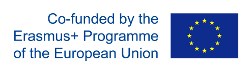 Co-funded by the
Erasmus+ Programme
of the European Union